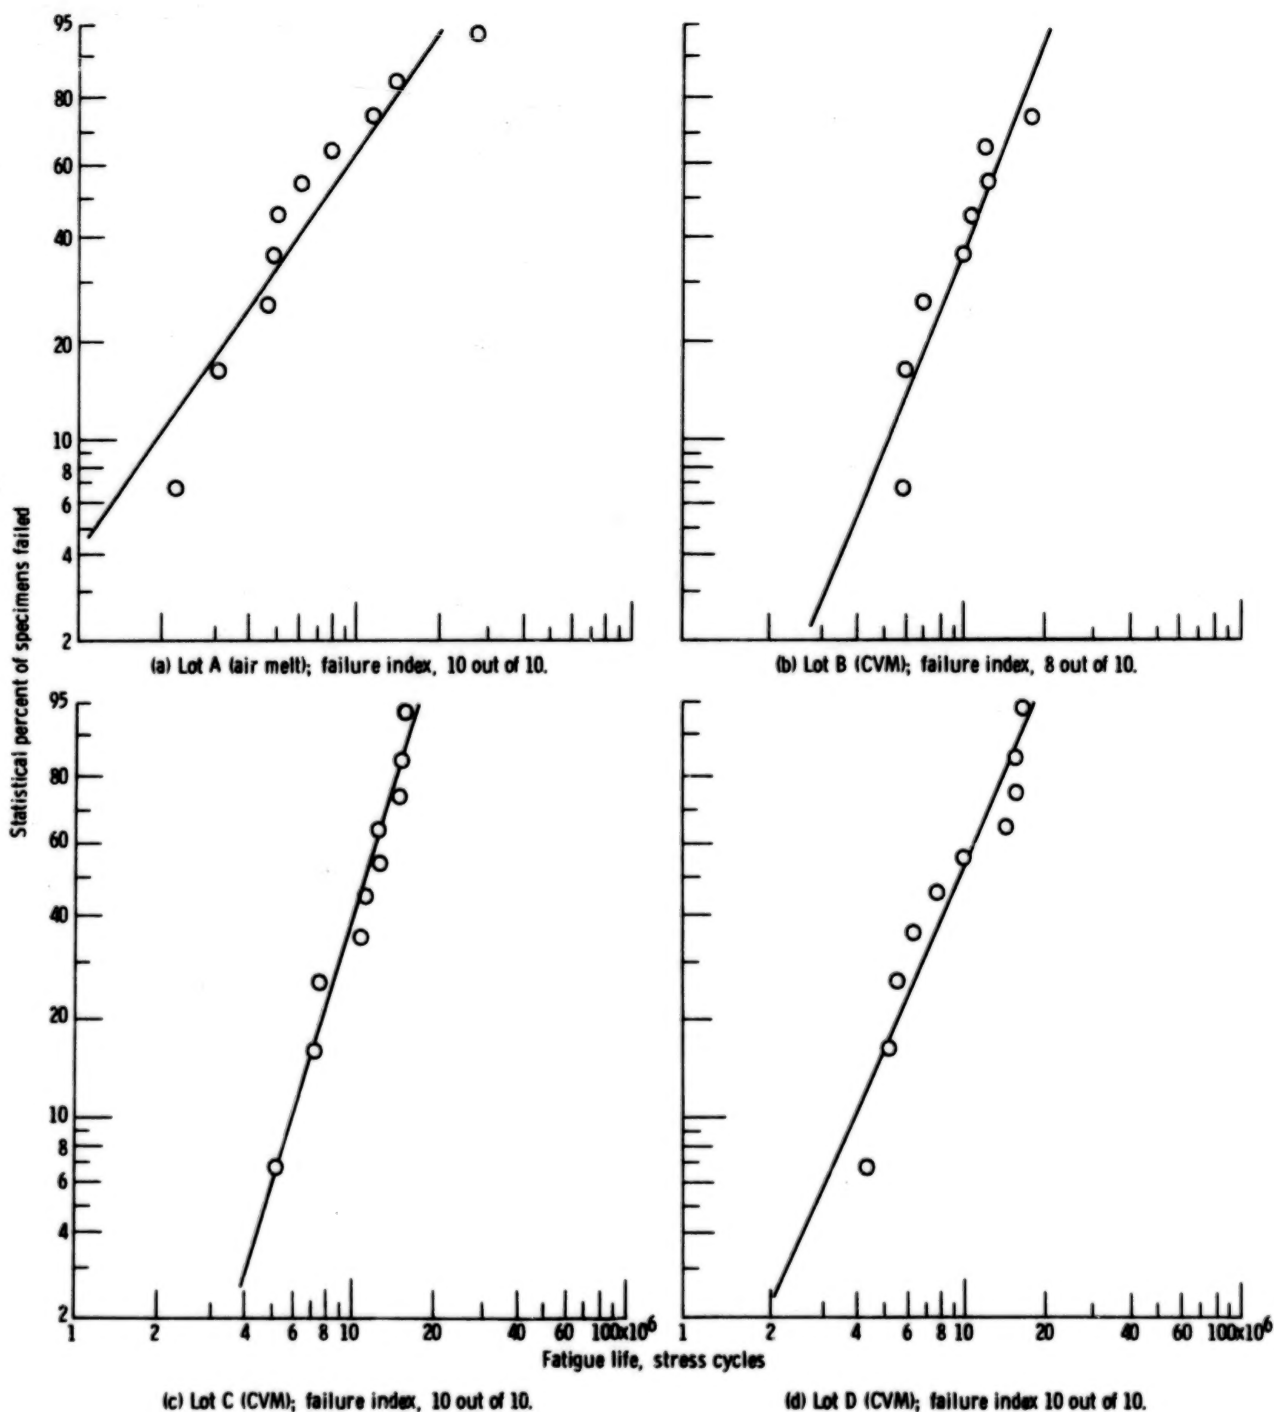 Statistical percent of specimens failed
95
80
60
40
20
10
8
6
4
2
(a) Lot A (air melt); failure index, 10 out of 10.
(b) Lot B (CVM); failure index, 8 out of 10.
95
80
60
40
20
10
8
6
4
2
1 2 4 6 8 10 20 40 60 100x10⁶
1 2 4 6 8 10 20 40 60 100x10⁶
Fatigue life, stress cycles
(c) Lot C (CVM); failure index, 10 out of 10.
(d) Lot D (CVM); failure index 10 out of 10.